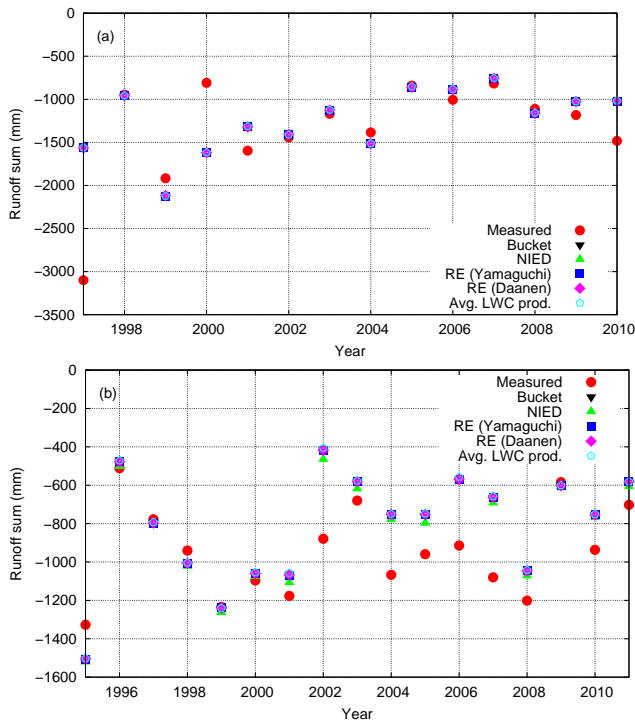 0
(a)
−500
−1000
−1500
−2000
−2500
−3000
−3500
Runoff sum (mm)
Measured
Bucket
NIED
RE (Yamaguchi)
RE (Daanen)
Avg. LWC prod.
1998 2000 2002 2004 2006 2008 2010
Year
0
(b)
−200
−400
−600
−800
−1000
−1200
−1400
−1600
Runoff sum (mm)
Measured
Bucket
NIED
RE (Yamaguchi)
RE (Daanen)
Avg. LWC prod.
1996 1998 2000 2002 2004 2006 2008 2010
Year